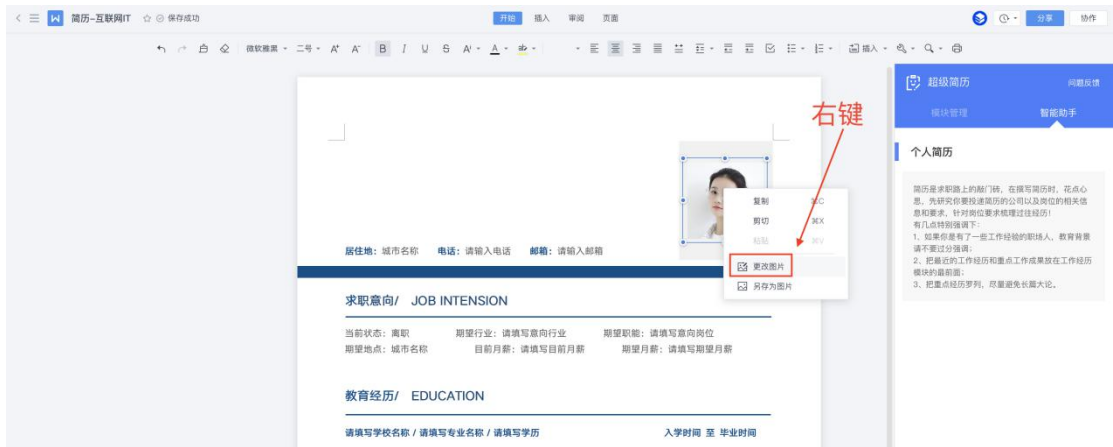 简历-互联网IT 保存成功 开始 插入 审阅 页面 分享 协作
微软雅黑 二号 A⁺ A⁻ B I U S A 插入
超级简历 问题反馈
模块管理 智能助手
右键
个人简历
简历是求职路上的敲门砖，在撰写简历时，花点心
思，先研究你要投递简历的公司以及岗位的相关信
息和要求，针对岗位要求梳理过往经历！
有几点特别强调下：
1、如果你是有了一些工作经验的职场人，教育背景
请不要过分强调；
2、把最近的工作经历和重点工作成果放在工作经历
模块的最前面；
3、把重点经历罗列，尽量避免长篇大论。
复制 ⌘C
剪切 ⌘X
粘贴 ⌘V
更改图片
另存为图片
居住地：城市名称 电话：请输入电话 邮箱：请输入邮箱
求职意向/ JOB INTENSION
当前状态：离职 期望行业：请填写意向行业 期望职能：请填写意向岗位
期望地点：城市名称 目前月薪：请填写目前月薪 期望月薪：请填写期望月薪
教育经历/ EDUCATION
请填写学校名称 / 请填写专业名称 / 请填写学历 入学时间 至 毕业时间